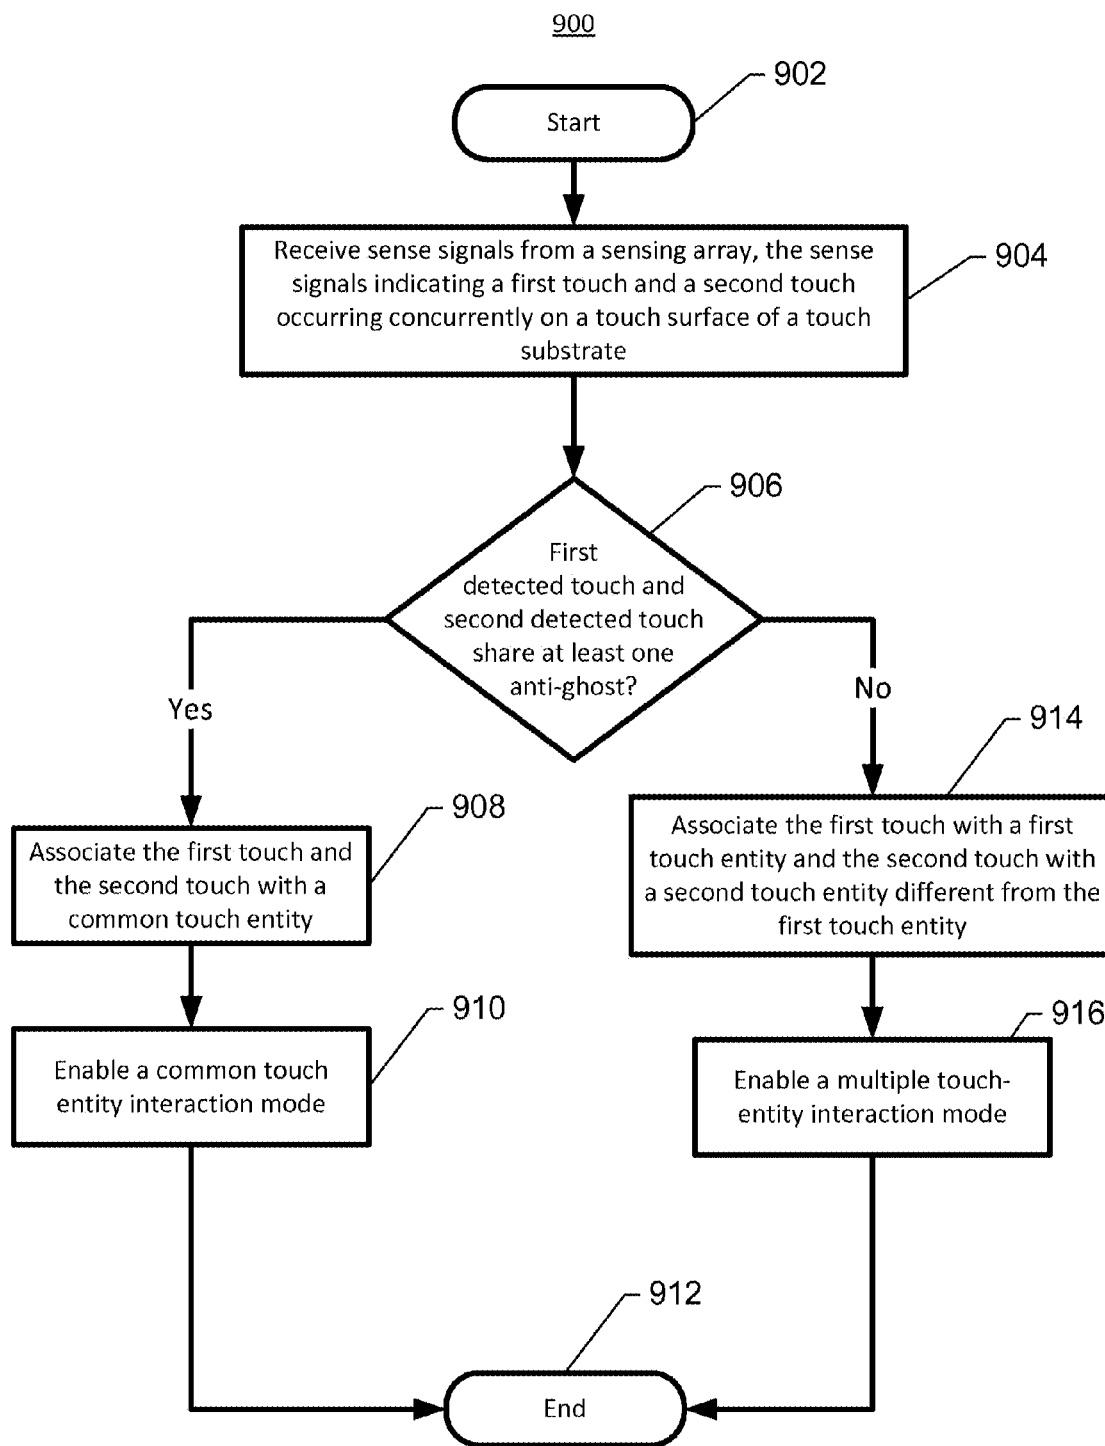 900
902
Start
Receive sense signals from a sensing array, the sense
signals indicating a first touch and a second touch
occurring concurrently on a touch surface of a touch
substrate
904
906
First
detected touch and
second detected touch
share at least one
anti-ghost?
Yes
No
908
Associate the first touch and
the second touch with a
common touch entity
914
Associate the first touch with a first
touch entity and the second touch with
a second touch entity different from the
first touch entity
910
Enable a common touch
entity interaction mode
916
Enable a multiple touch-
entity interaction mode
912
End